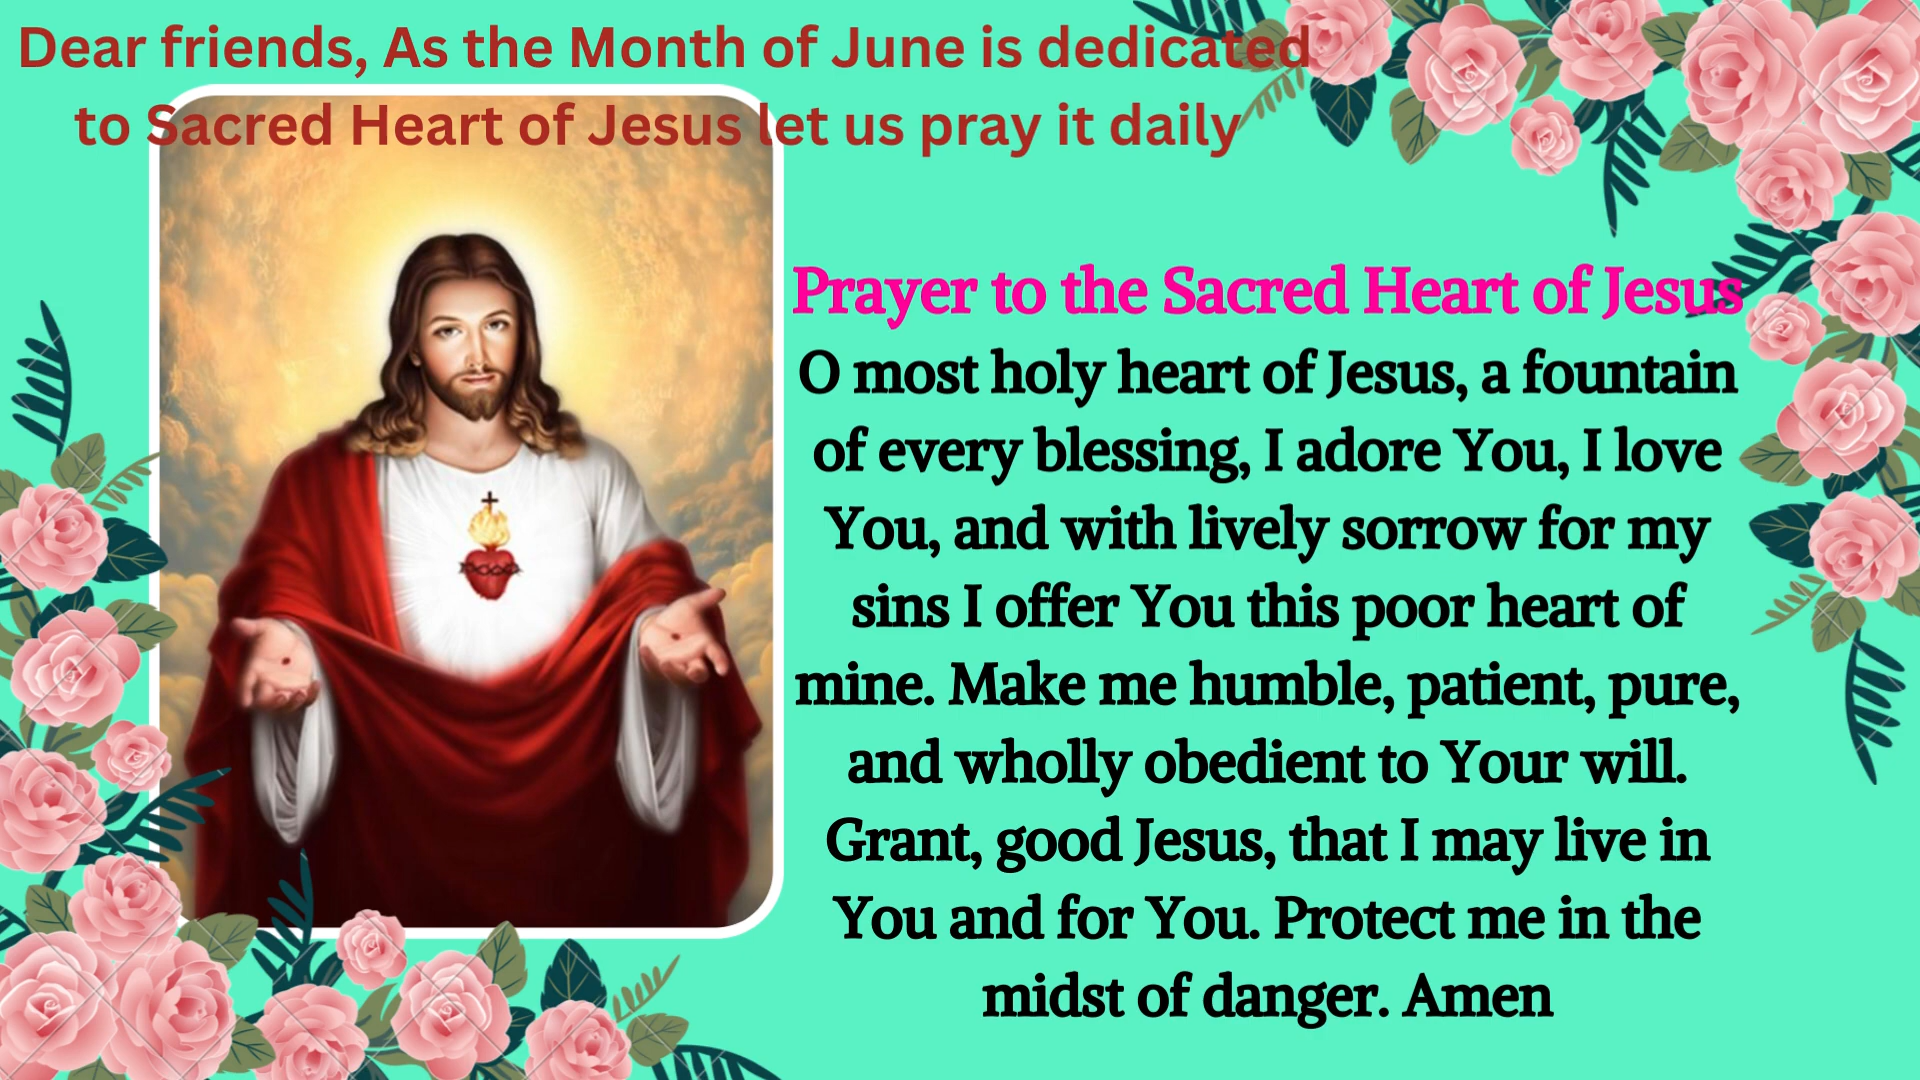 Dear friends, As the Month of June is dedicated
to Sacred Heart of Jesus let us pray it daily
Prayer to the Sacred Heart of Jesus
O most holy heart of Jesus, a fountain
of every blessing, I adore You, I love
You, and with lively sorrow for my
sins I offer You this poor heart of
mine. Make me humble, patient, pure,
and wholly obedient to Your will.
Grant, good Jesus, that I may live in
You and for You. Protect me in the
midst of danger. Amen